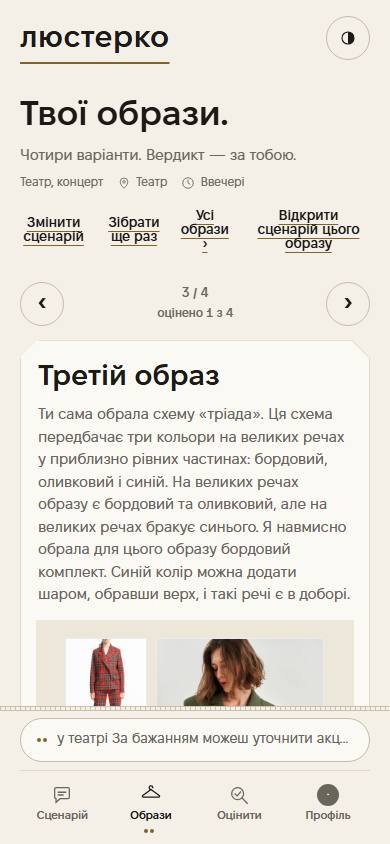 люстерко
Твої образи.
Чотири варіанти. Вердикт — за тобою.
Театр, концерт Театр Ввечері
Змінити сценарій
Зібрати ще раз
Усі образи ›
Відкрити сценарій цього образу
‹ 3 / 4 ›
оцінено 1 з 4
Третій образ
Ти сама обрала схему «тріада». Ця схема
передбачає три кольори на великих речах
у приблизно рівних частинах: бордовий,
оливковий і синій. На великих речах
образу є бордовий та оливковий, але на
великих речах бракує синього. Я навмисно
обрала для цього образу бордовий
комплект. Синій колір можна додати
шаром, обравши верх, і такі речі є в доборі.
у театрі За бажанням можеш уточнити акц...
Сценарій Образи Оцінити Профіль